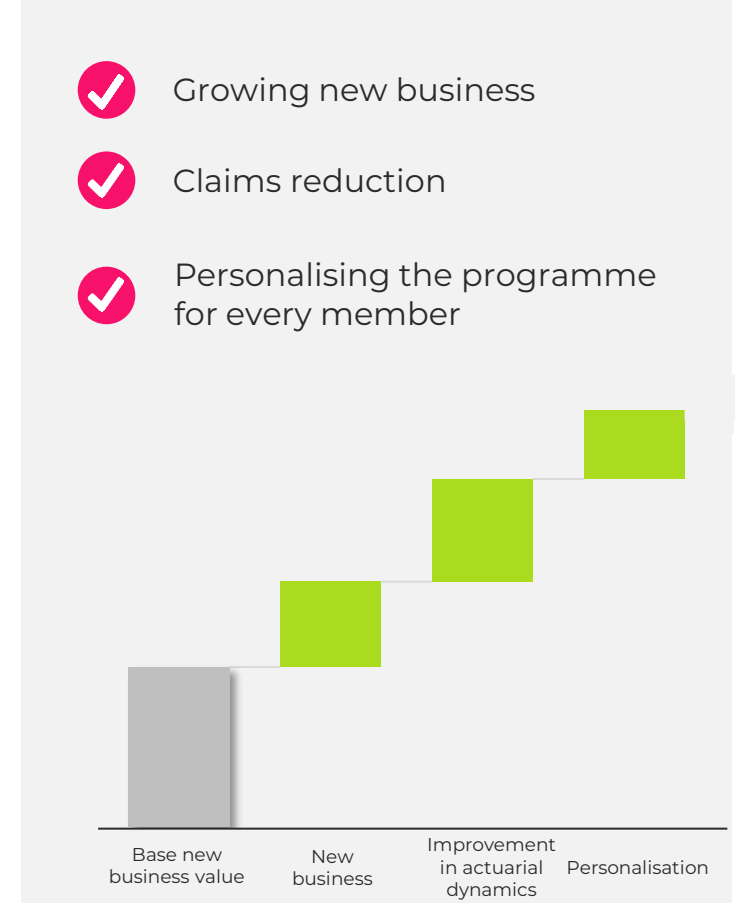 Growing new business
Claims reduction
Personalising the programme
for every member
Base new
business value
New
business
Improvement
in actuarial
dynamics
Personalisation